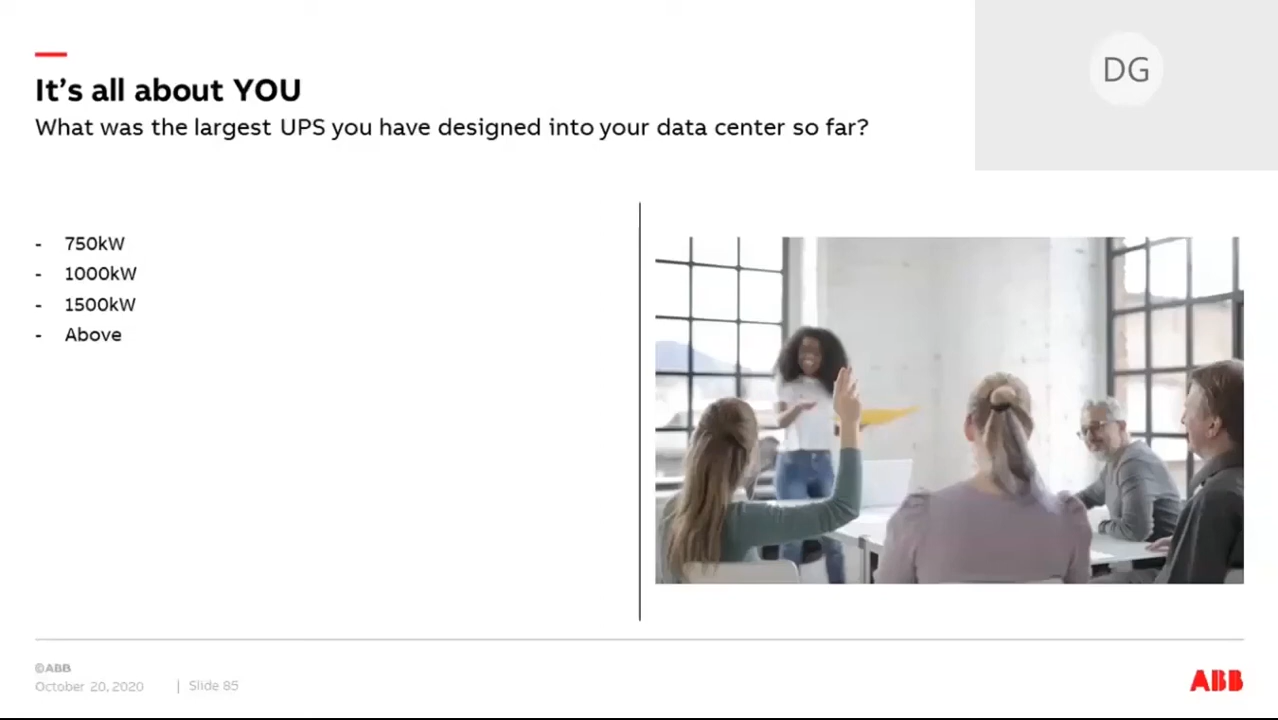 It's all about YOU
What was the largest UPS you have designed into your data center so far?
DG
- 750kW
- 1000kW
- 1500kW
- Above
©ABB
October 20, 2020 | Slide 85
ABB